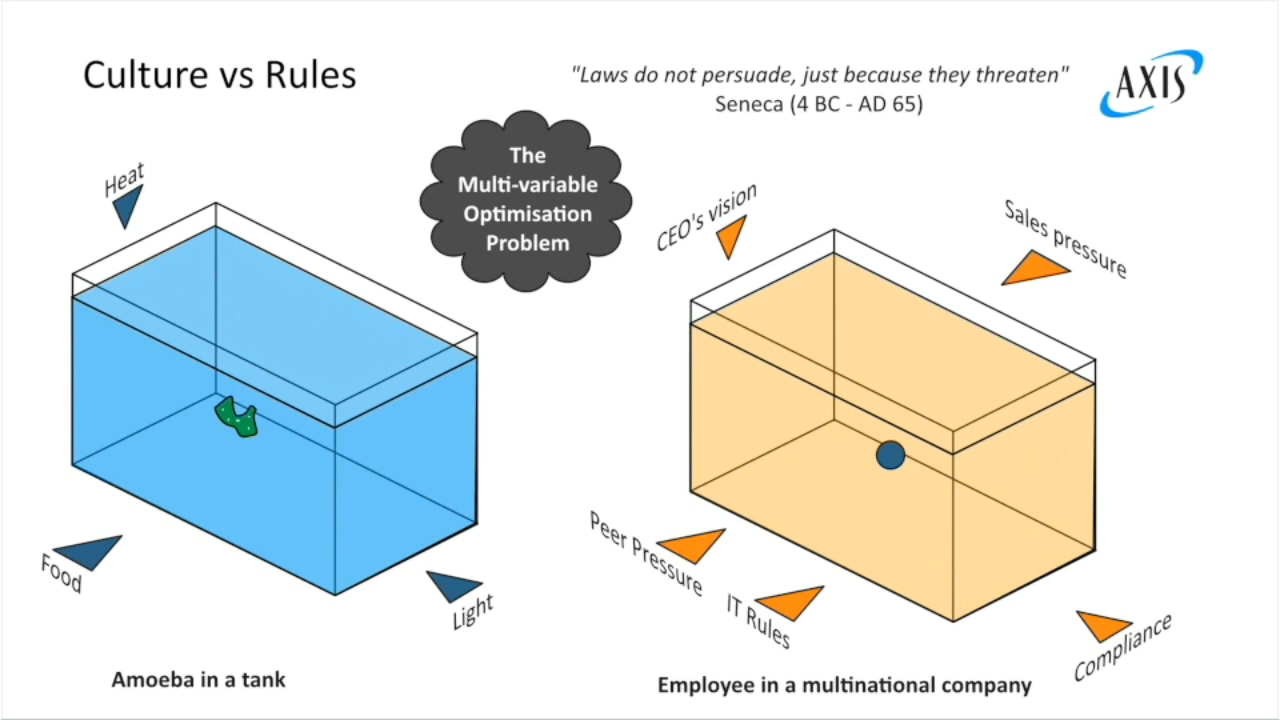 Culture vs Rules
"Laws do not persuade, just because they threaten"
Seneca (4 BC - AD 65)
AXIS
The
Multi-variable
Optimisation
Problem
Heat
Food
Light
Amoeba in a tank
CEO's vision
Sales pressure
Peer Pressure
IT Rules
Compliance
Employee in a multinational company